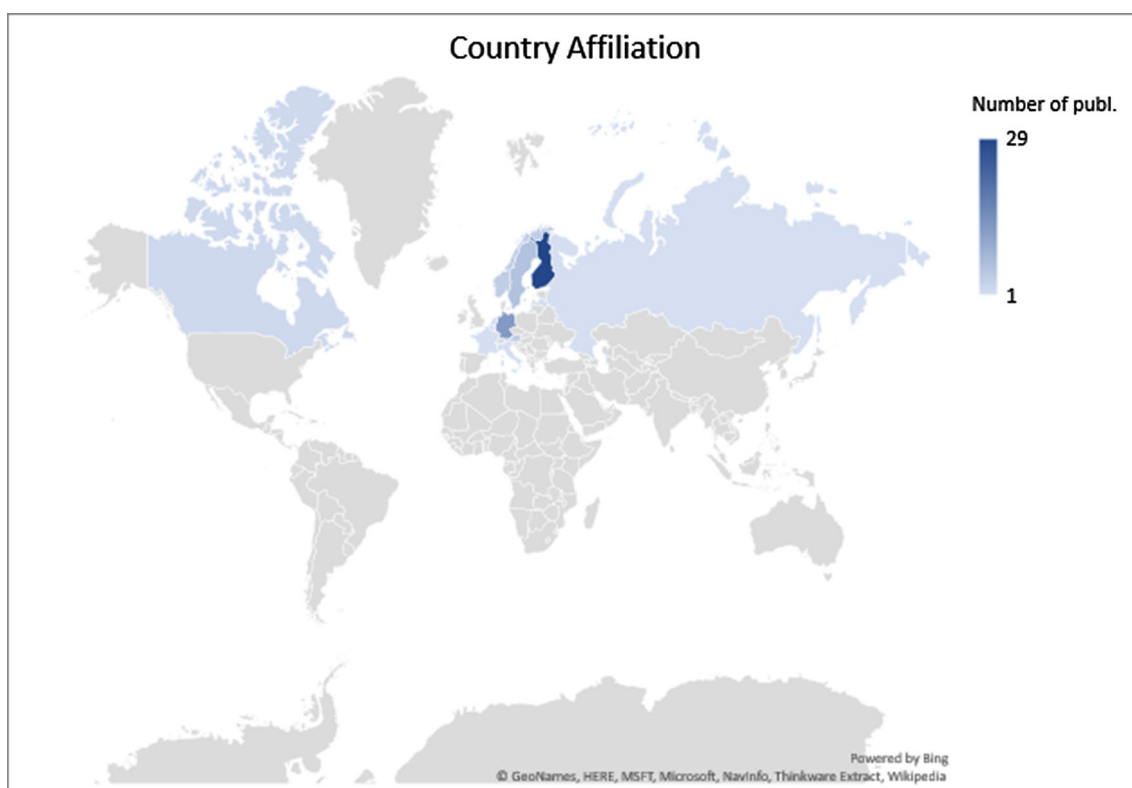 Country Affiliation
Number of publ.
29
1
Powered by Bing
© GeoNames, HERE, MSFT, Microsoft, NavInfo, Thinkware Extract, Wikipedia